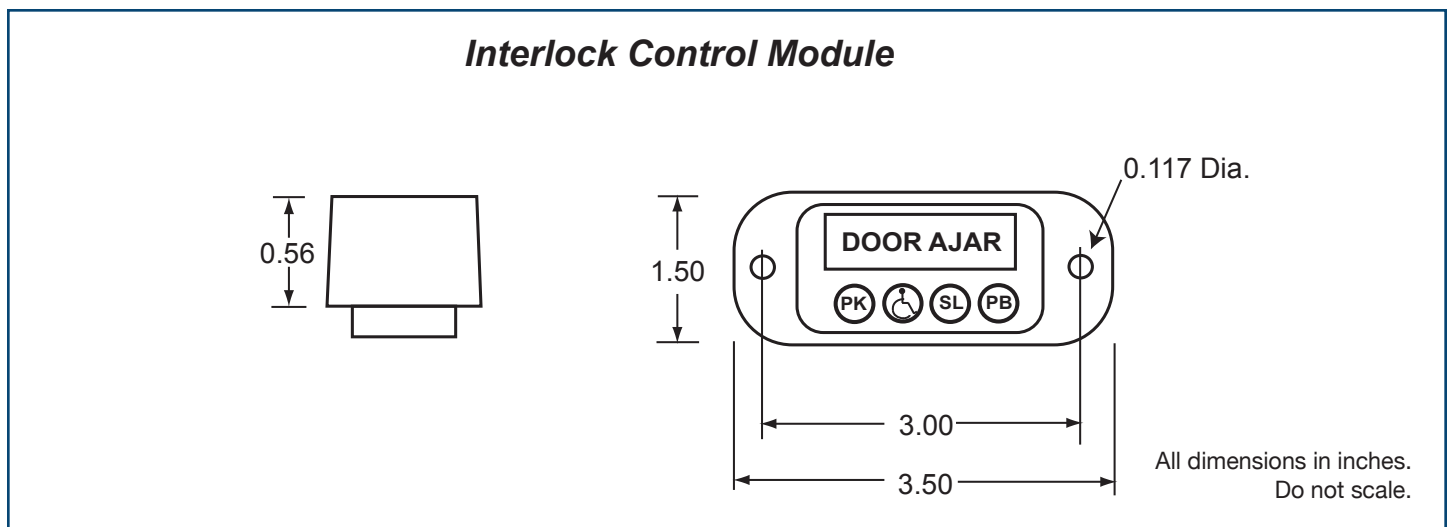 Interlock Control Module
0.117 Dia.
0.56
1.50
DOOR AJAR
PK
SL
PB
3.00
3.50
All dimensions in inches.
Do not scale.